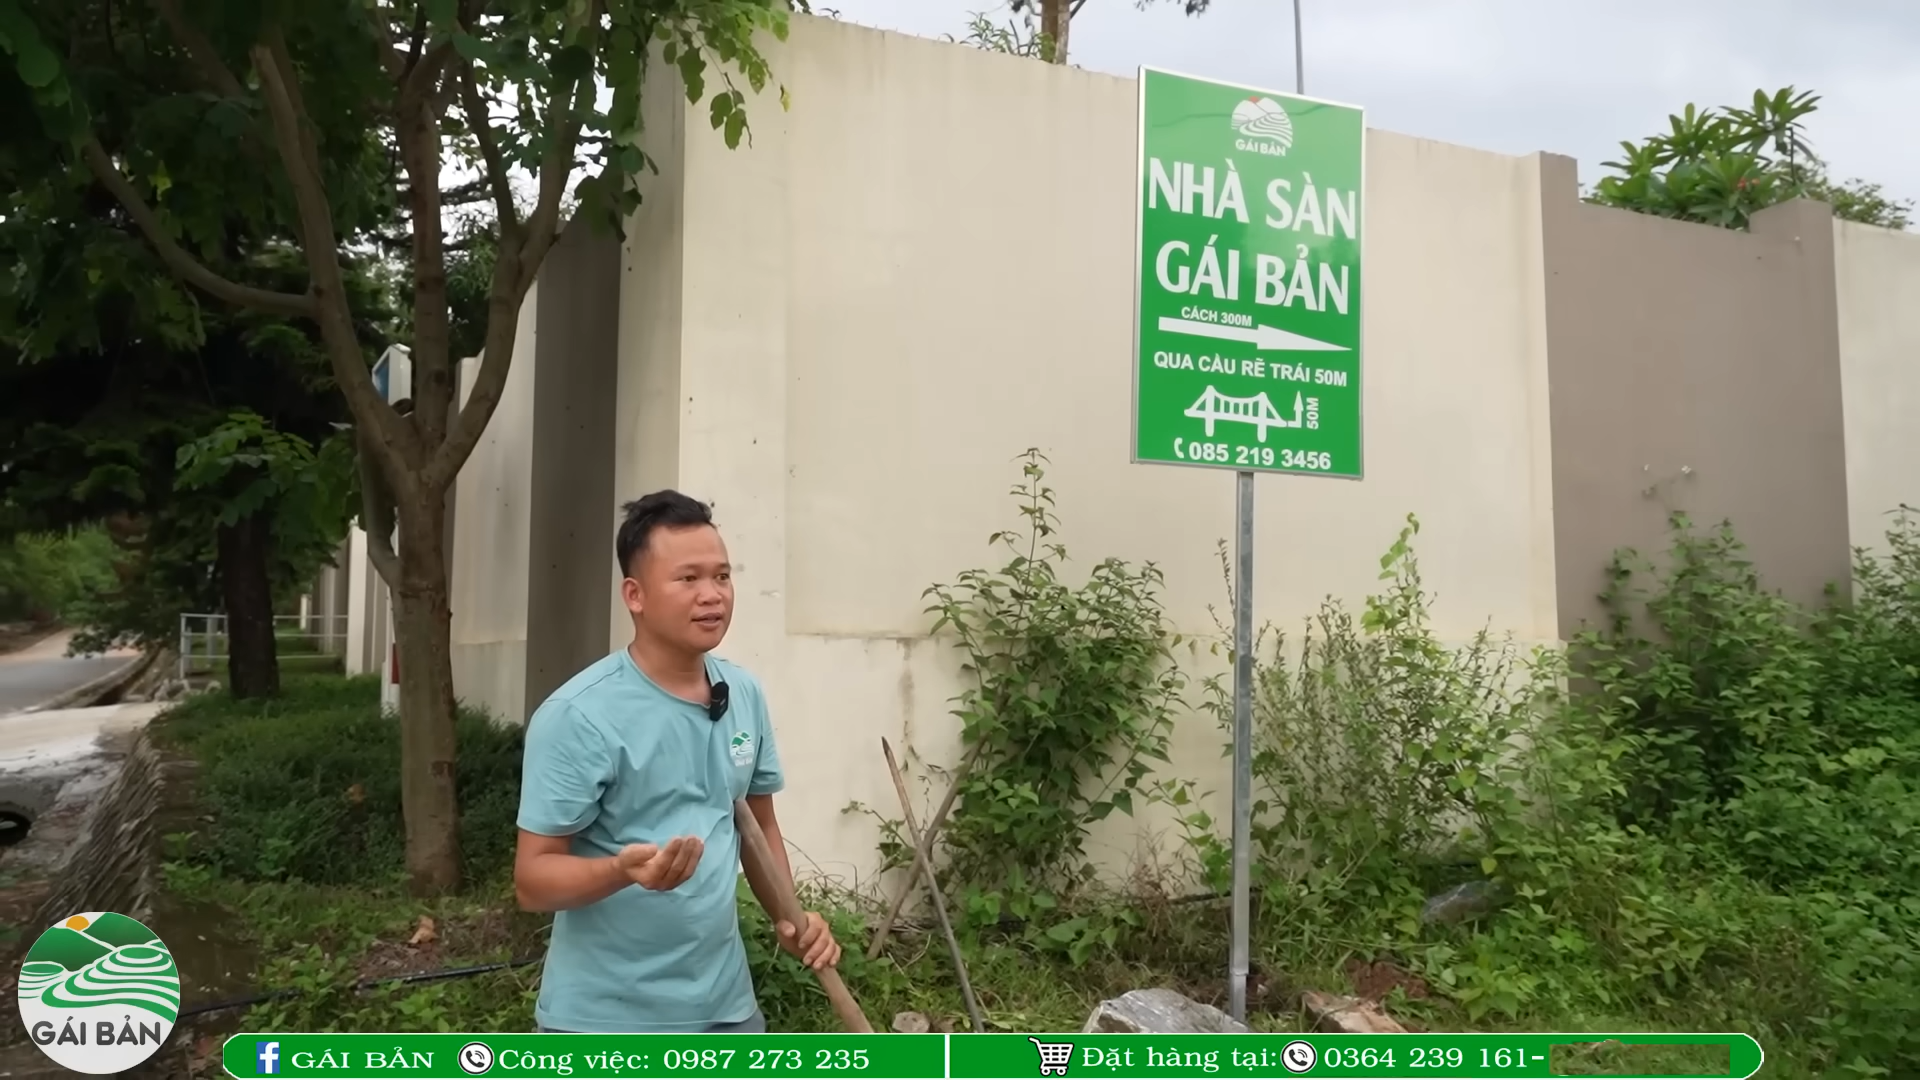 GÁI BẢN
NHÀ SÀN
GÁI BẢN
CÁCH 300M
QUA CẦU RẼ TRÁI 50M
50M
085 219 3456
GÁI BẢN
GÁI BẢN Công việc: 0987 273 235
Đặt hàng tại: 0364 239 161-